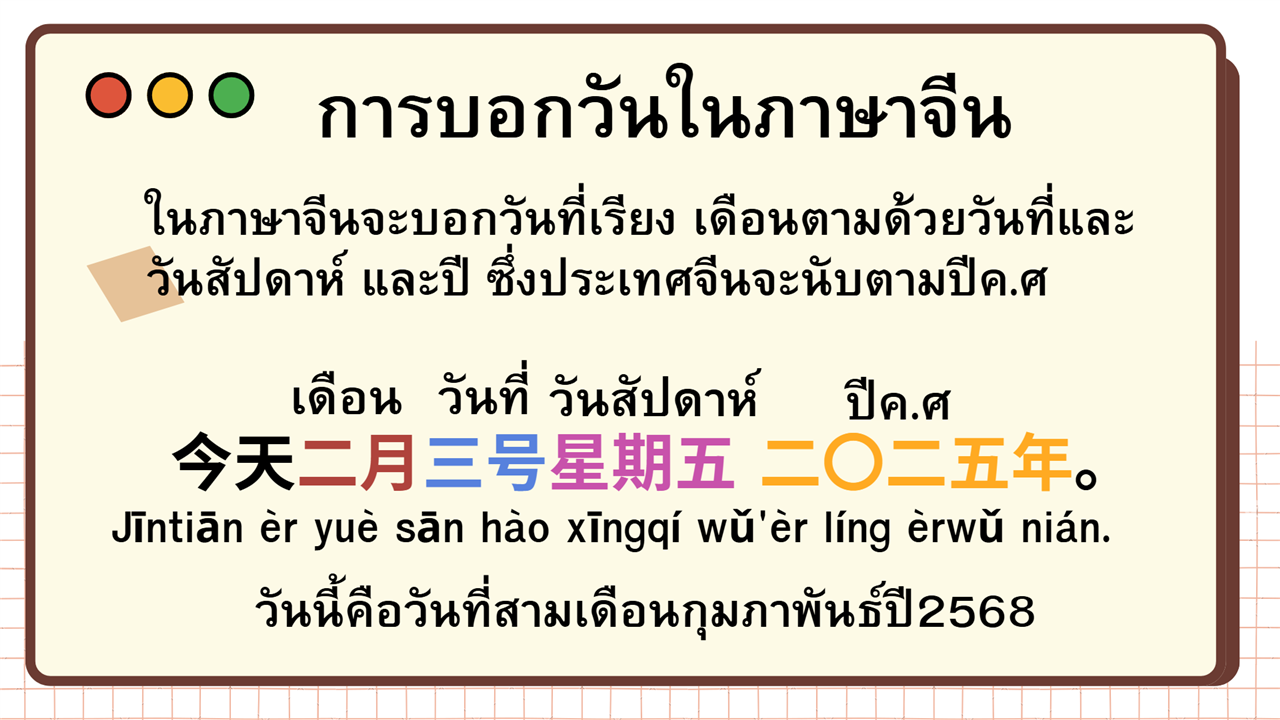 การบอกวันในภาษาจีน
ในภาษาจีนจะบอกวันที่เรียง เดือนตามด้วยวันที่และ
วันสัปดาห์ และปี ซึ่งประเทศจีนจะนับตามปีค.ศ
เดือน วันที่ วันสัปดาห์ ปีค.ศ
今天二月三号星期五 二〇二五年。
Jīntiān èr yuè sān hào xīngqí wǔ'èr líng èrwǔ nián.
วันนี้คือวันที่สามเดือนกุมภาพันธ์ปี2568